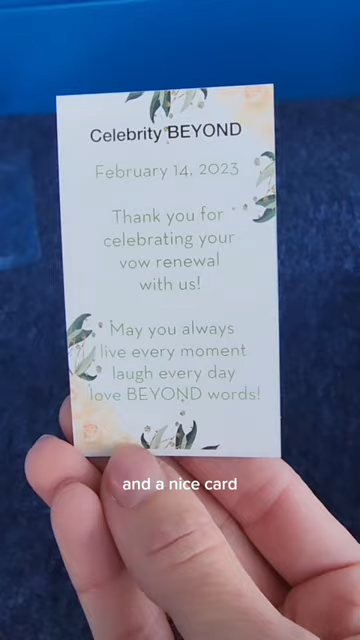 Celebrity BEYOND
February 14, 2023
Thank you for
celebrating your
vow renewal
with us!
May you always
live every moment
laugh every day
love BEYOND words!
and a nice card